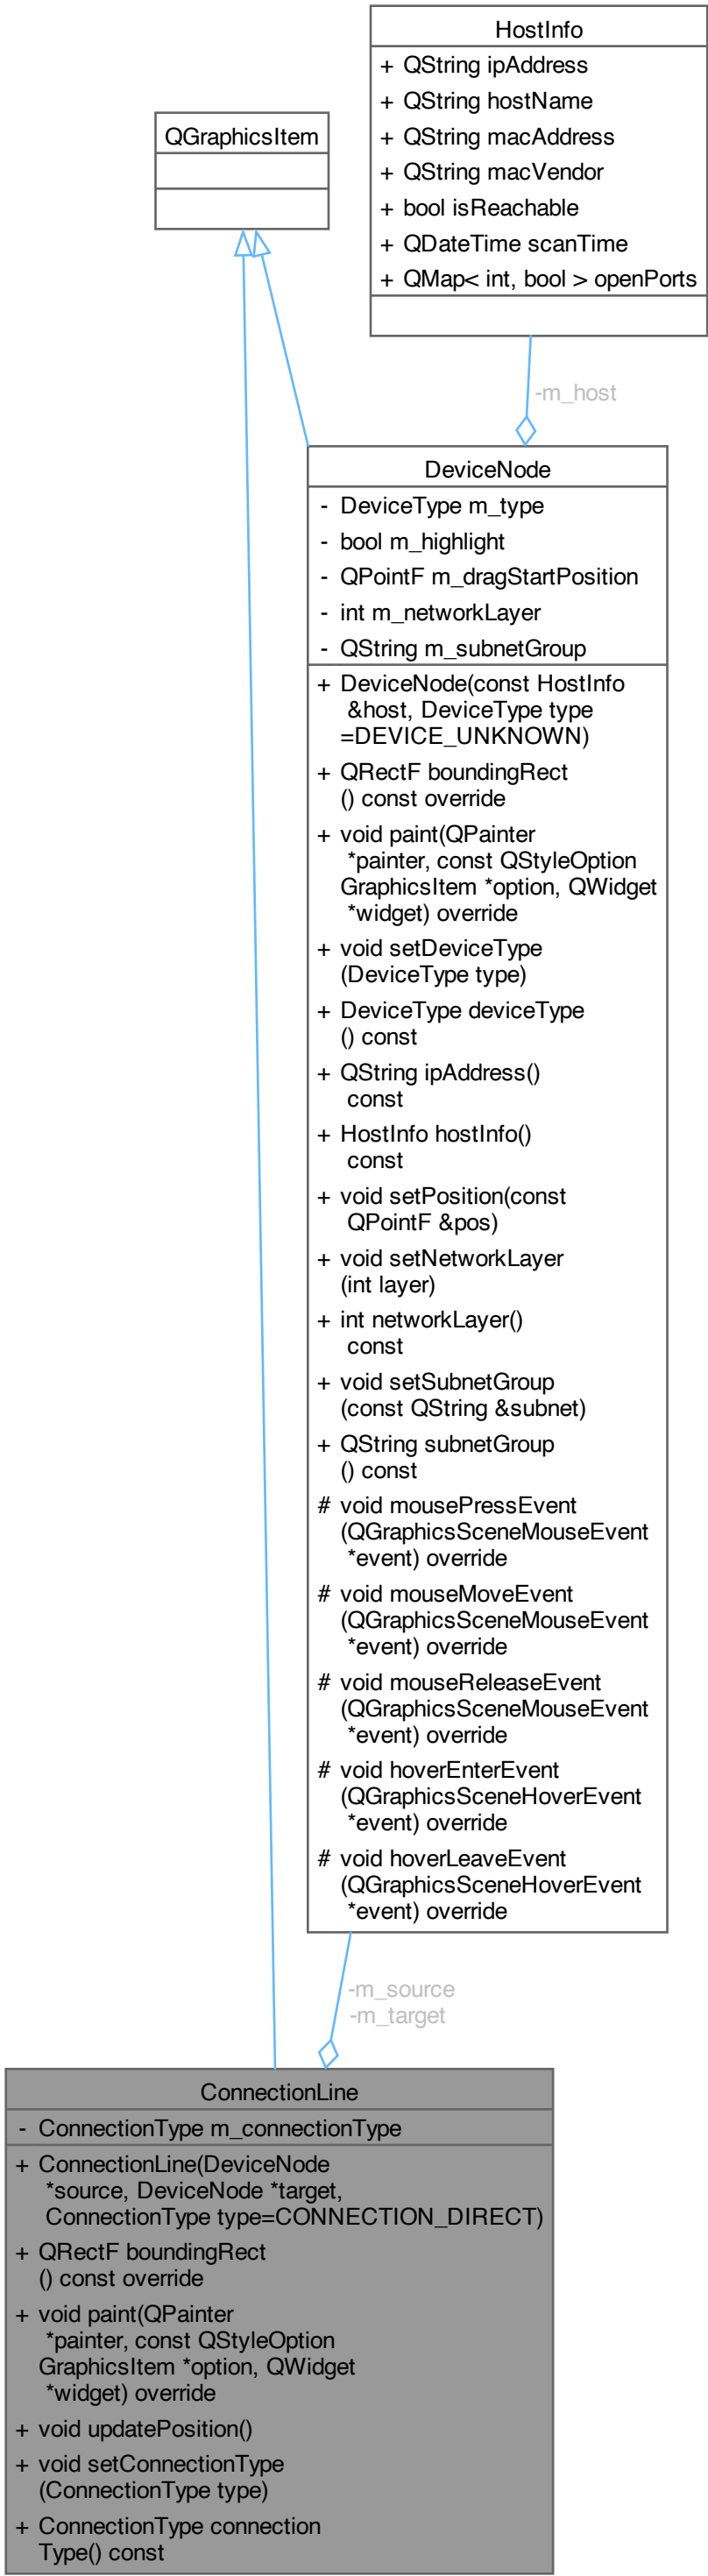 HostInfo
+ QString ipAddress
+ QString hostName
+ QString macAddress
+ QString macVendor
+ bool isReachable
+ QDateTime scanTime
+ QMap< int, bool > openPorts
QGraphicsItem
-m_host
DeviceNode
- DeviceType m_type
- bool m_highlight
- QPointF m_dragStartPosition
- int m_networkLayer
- QString m_subnetGroup
+ DeviceNode(const HostInfo
&host, DeviceType type
=DEVICE_UNKNOWN)
+ QRectF boundingRect
() const override
+ void paint(QPainter
*painter, const QStyleOption
GraphicsItem *option, QWidget
*widget) override
+ void setDeviceType
(DeviceType type)
+ DeviceType deviceType
() const
+ QString ipAddress()
const
+ HostInfo hostInfo()
const
+ void setPosition(const
QPointF &pos)
+ void setNetworkLayer
(int layer)
+ int networkLayer()
const
+ void setSubnetGroup
(const QString &subnet)
+ QString subnetGroup
() const
# void mousePressEvent
(QGraphicsSceneMouseEvent
*event) override
# void mouseMoveEvent
(QGraphicsSceneMouseEvent
*event) override
# void mouseReleaseEvent
(QGraphicsSceneMouseEvent
*event) override
# void hoverEnterEvent
(QGraphicsSceneHoverEvent
*event) override
# void hoverLeaveEvent
(QGraphicsSceneHoverEvent
*event) override
-m_source
-m_target
ConnectionLine
- ConnectionType m_connectionType
+ ConnectionLine(DeviceNode
*source, DeviceNode *target,
ConnectionType type=CONNECTION_DIRECT)
+ QRectF boundingRect
() const override
+ void paint(QPainter
*painter, const QStyleOption
GraphicsItem *option, QWidget
*widget) override
+ void updatePosition()
+ void setConnectionType
(ConnectionType type)
+ ConnectionType connection
Type() const